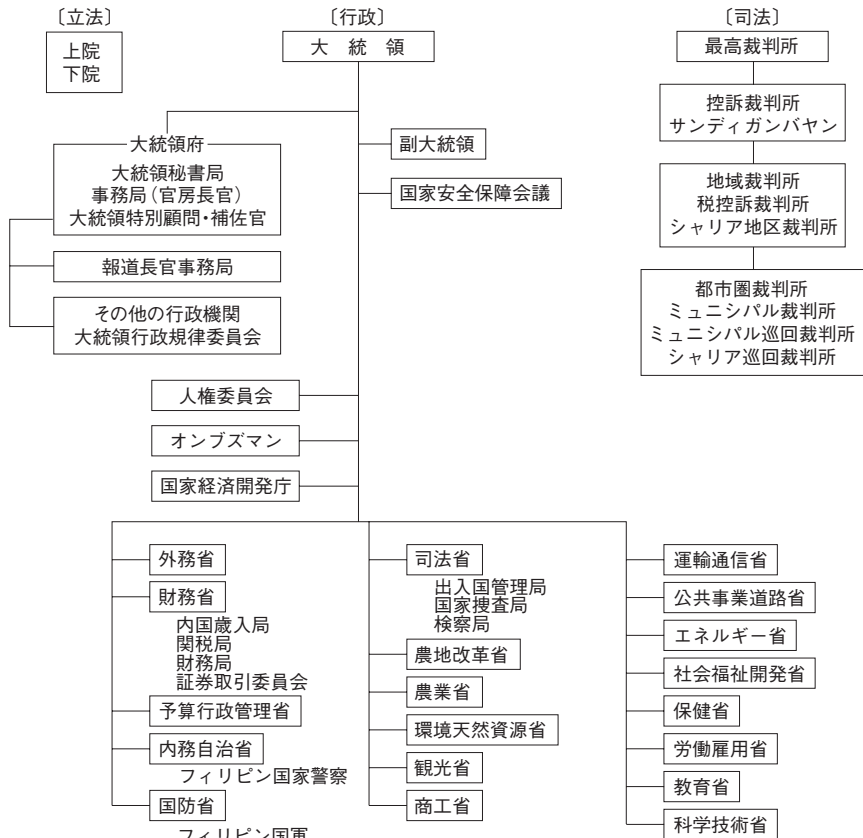 〔立法〕
上院
下院
〔行政〕
大統領
大統領府
大統領秘書局
事務局（官房長官）
大統領特別顧問・補佐官
報道長官事務局
その他の行政機関
大統領行政規律委員会
副大統領
国家安全保障会議
人権委員会
オンブズマン
国家経済開発庁
外務省
財務省
内国歳入局
関税局
財務局
証券取引委員会
予算行政管理省
内務自治省
フィリピン国家警察
国防省
フィリピン国軍
司法省
出入国管理局
国家捜査局
検察局
農地改革省
農業省
環境天然資源省
観光省
商工省
運輸通信省
公共事業道路省
エネルギー省
社会福祉開発省
保健省
労働雇用省
教育省
科学技術省
〔司法〕
最高裁判所
控訴裁判所
サンディガンバヤン
地域裁判所
税控訴裁判所
シャリア地区裁判所
都市圏裁判所
ミュニシパル裁判所
ミュニシパル巡回裁判所
シャリア巡回裁判所